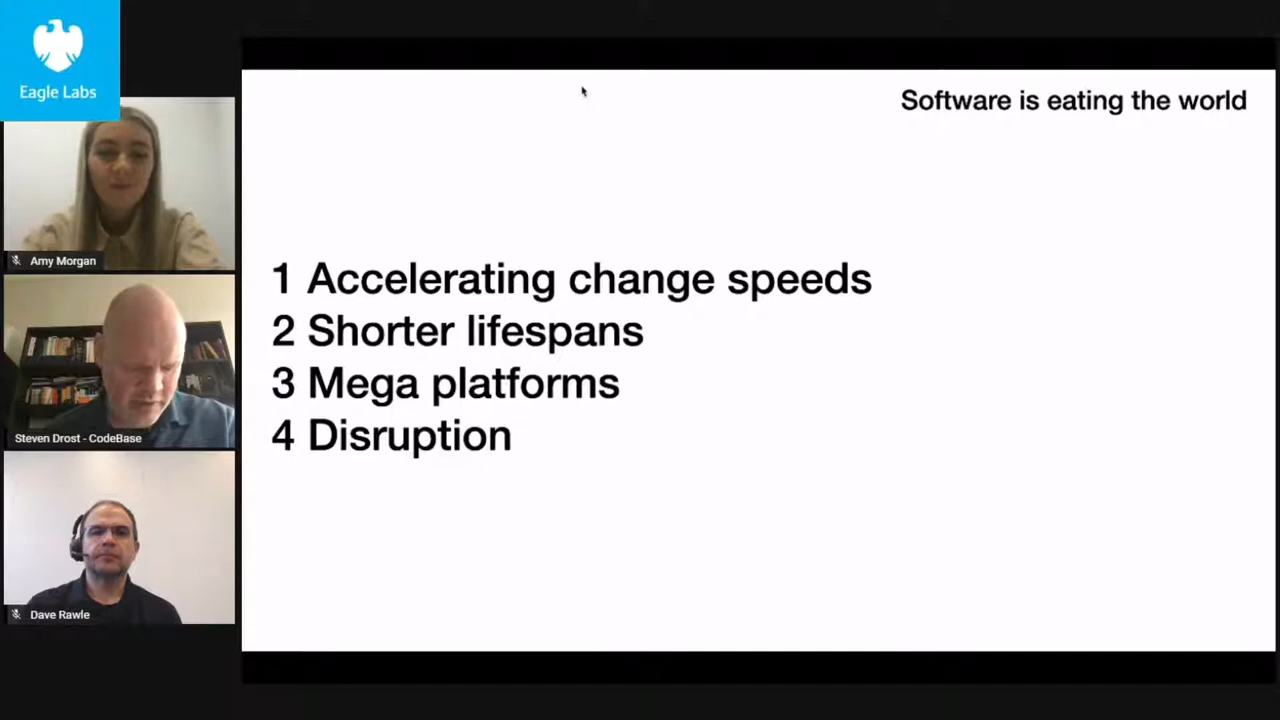 Eagle Labs
Amy Morgan
Steven Drost - CodeBase
Dave Rawle
Software is eating the world
1 Accelerating change speeds
2 Shorter lifespans
3 Mega platforms
4 Disruption